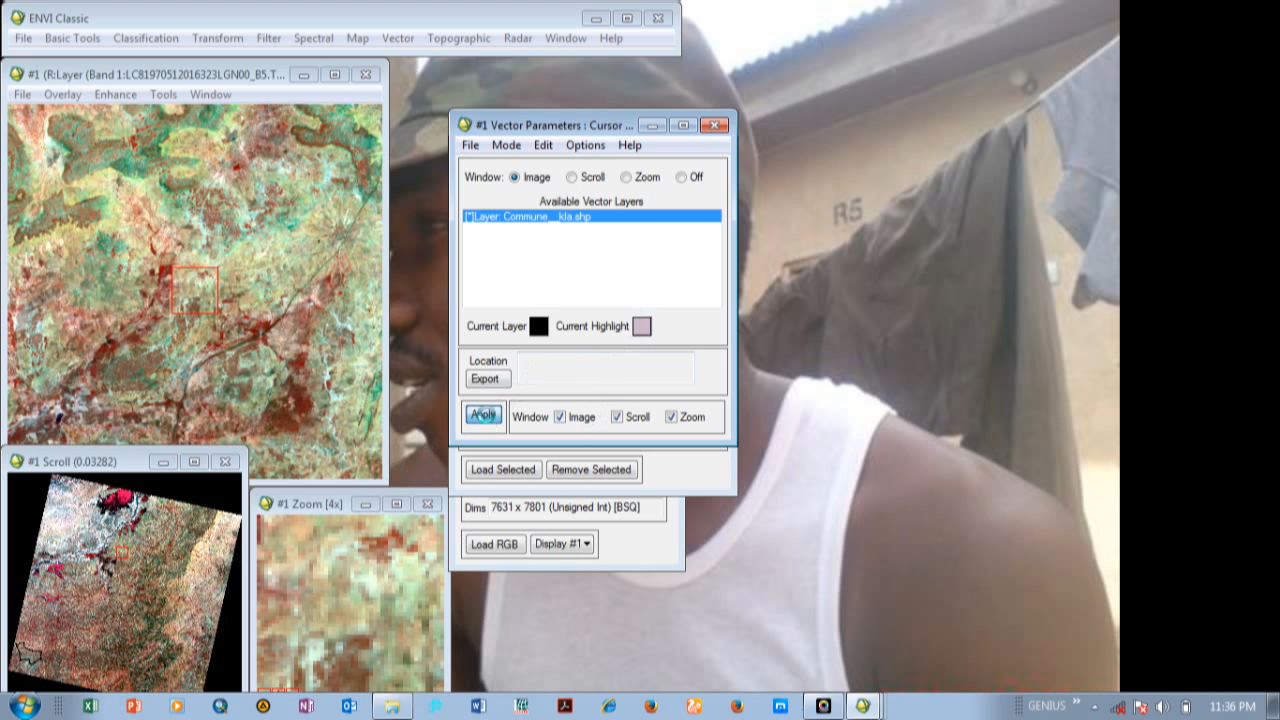 ENVI Classic
File Basic Tools Classification Transform Filter Spectral Map Vector Topographic Radar Window Help
#1 (R:Layer (Band 1:LC81970512016323LGN00_B5.T...
File Overlay Enhance Tools Window
#1 Vector Parameters : Cursor ...
File Mode Edit Options Help
Window: Image Scroll Zoom Off
Available Vector Layers
[*]Layer: Commune__kla.shp
Current Layer Current Highlight
Location
Export
Apply Window Image Scroll Zoom
Load Selected Remove Selected
Dims 7631 x 7801 (Unsigned Int) [BSQ]
Load RGB Display #1
#1 Scroll (0.03282)
#1 Zoom [4x]
R5
GENIUS
11:36 PM